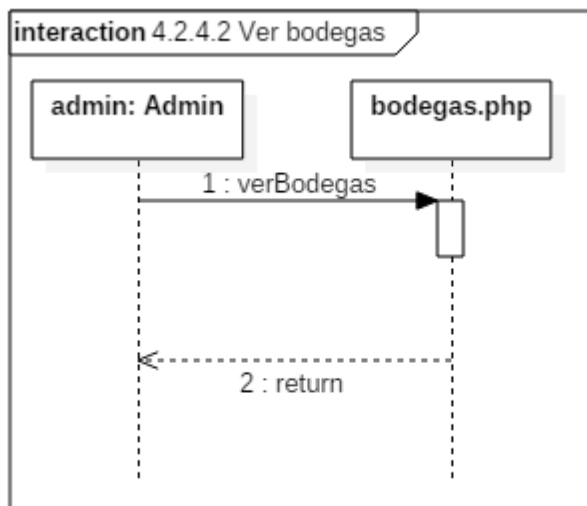 interaction 4.2.4.2 Ver bodegas
admin: Admin
bodegas.php
1 : verBodegas
2 : return